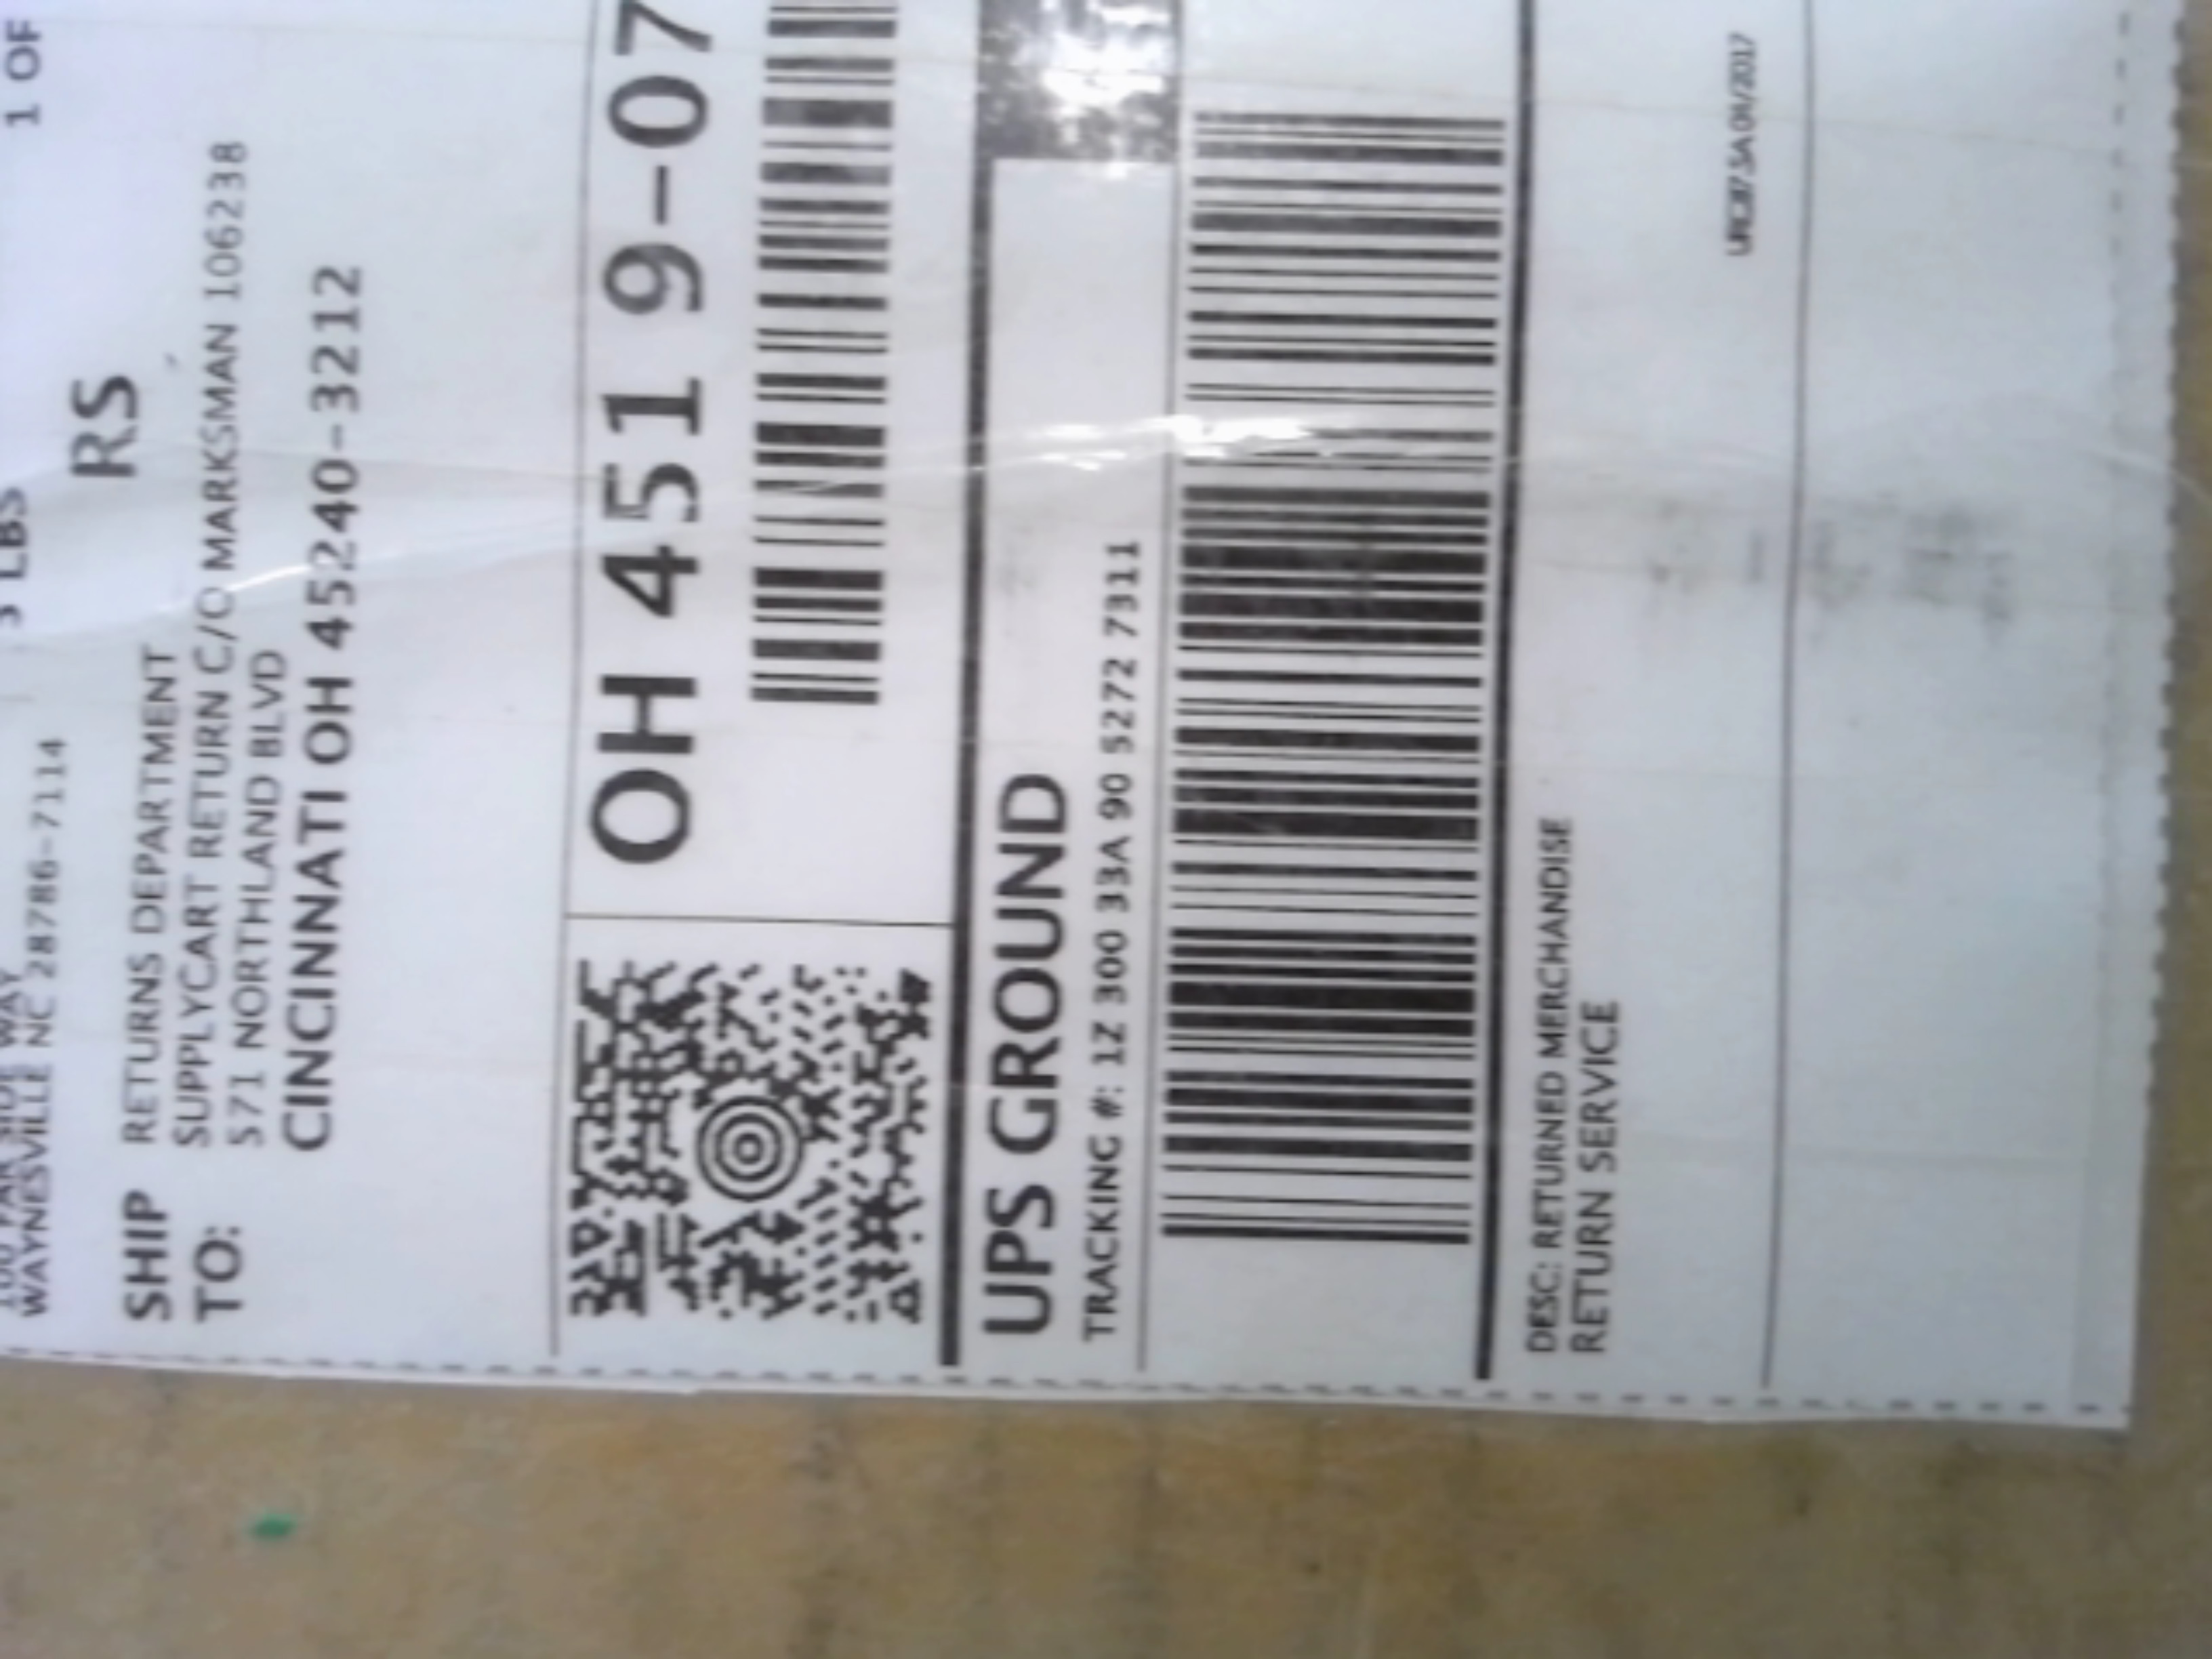 WAYNESVILLE NC 28786-7114
LBS
1 OF
RS
SHIP
TO:
RETURNS DEPARTMENT
SUPPLYCART RETURN C/O MARKSMAN 106238
571 NORTHLAND BLVD
CINCINNATI OH 45240-3212
OH 451 9-07
UPS GROUND
TRACKING #: 1Z 300 33A 90 5272 7311
DESC: RETURNED MERCHANDISE
RETURN SERVICE